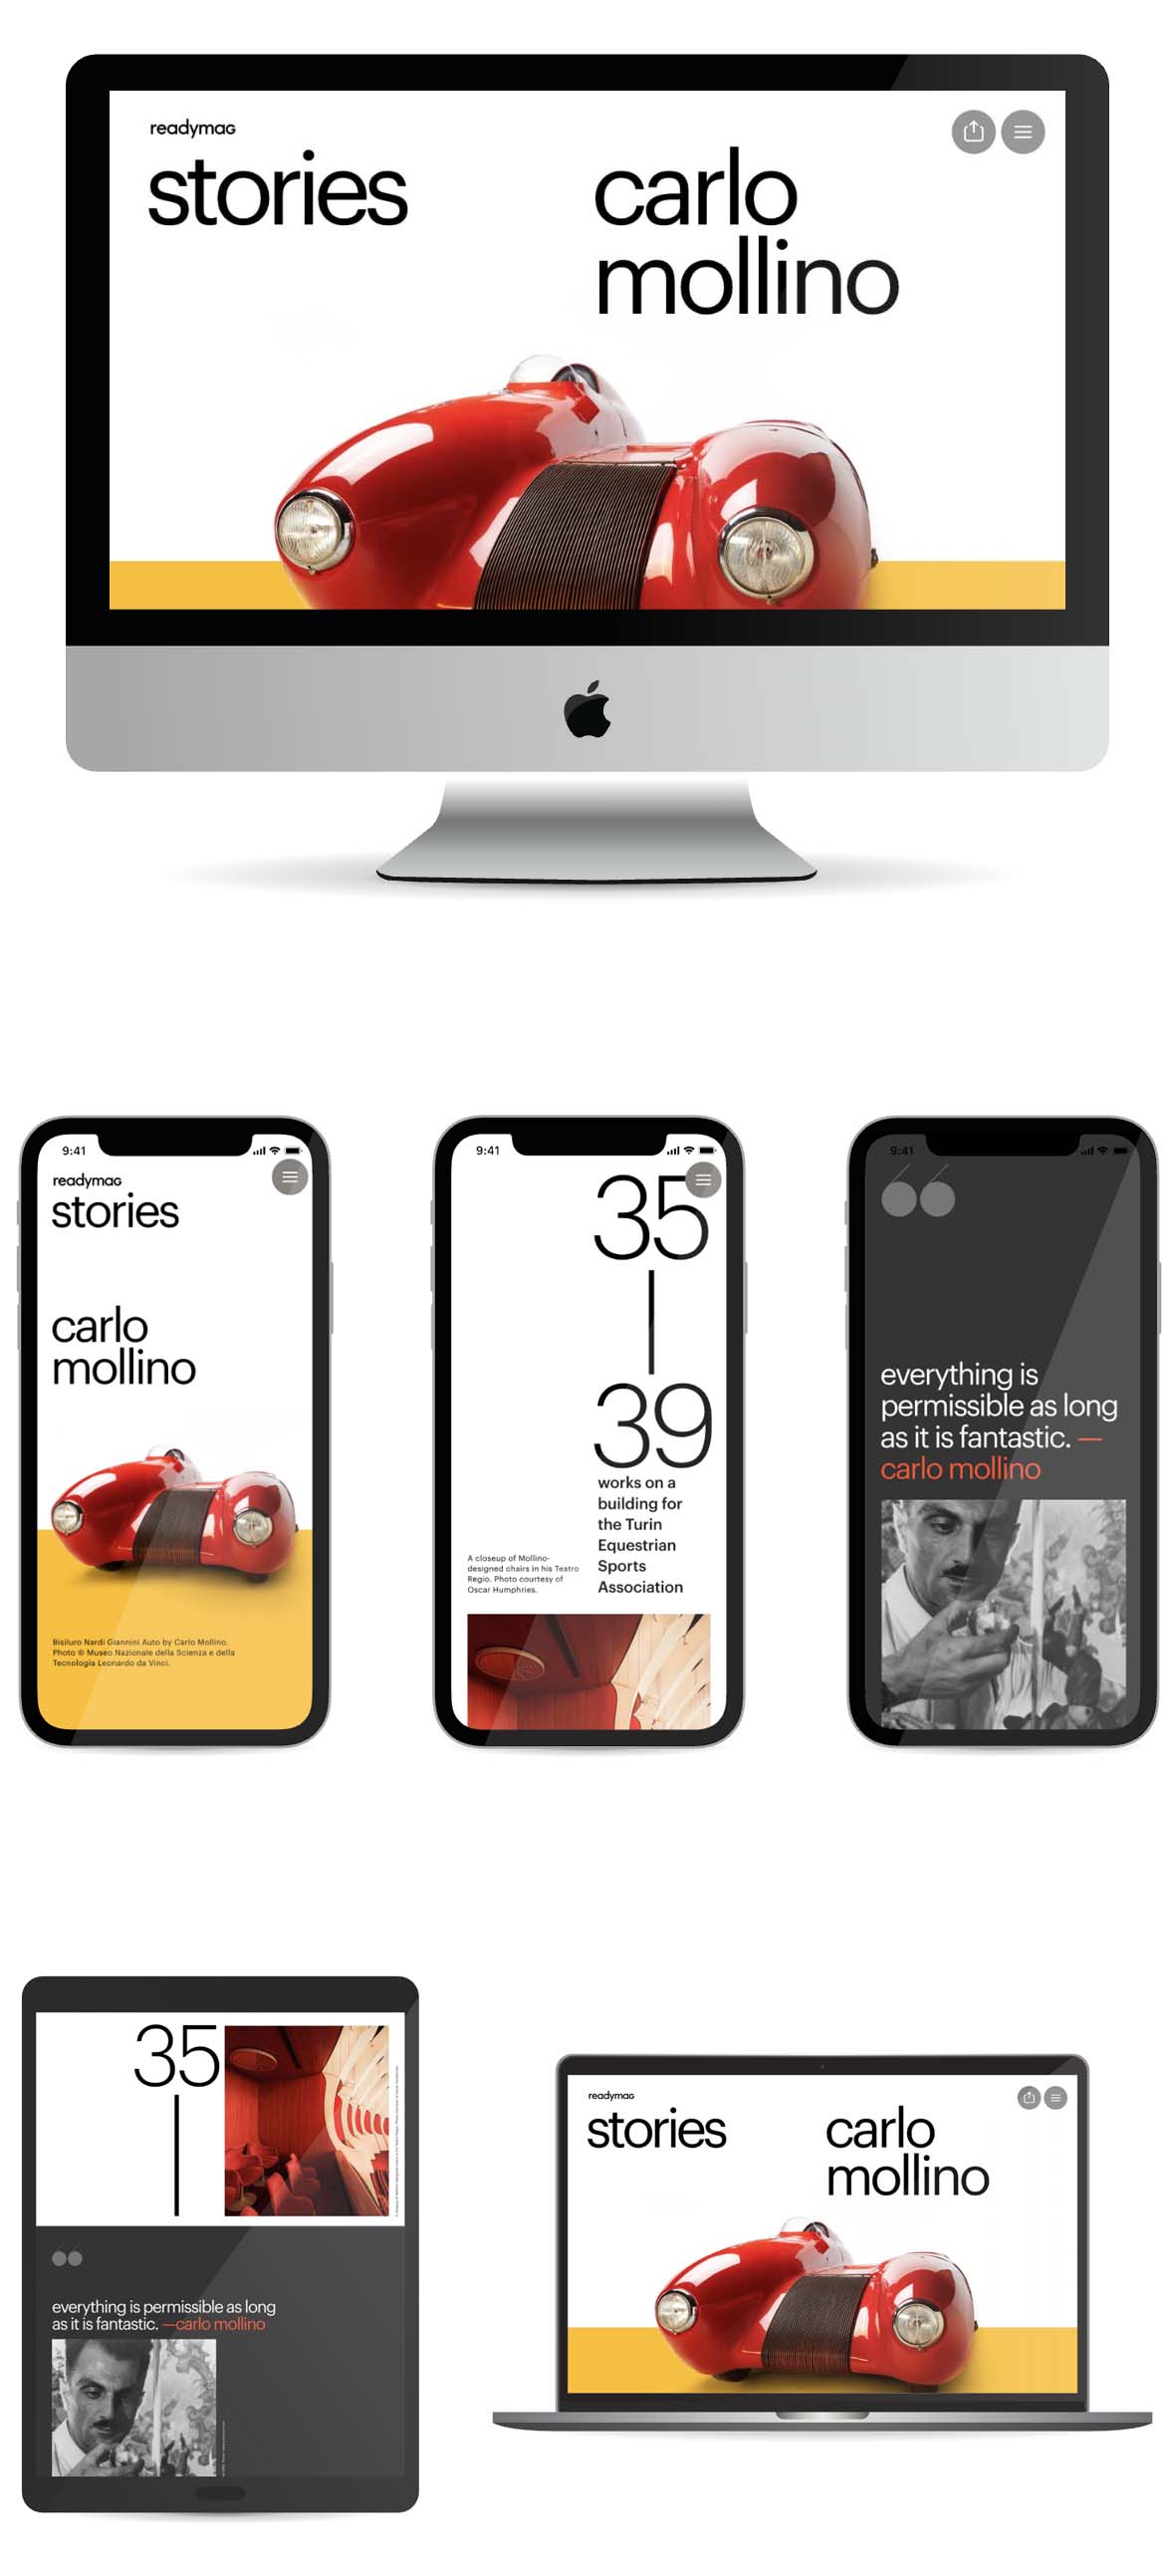 readymag
stories
carlo
mollino
9:41
readymag
stories
carlo
mollino
Bisiluro Nardi Giannini Auto by Carlo Mollino.
Photo © Museo Nazionale della Scienza e della
Tecnologia Leonardo da Vinci.
9:41
35
39
works on a
building for
the Turin
Equestrian
Sports
Association
A closeup of Mollino-
designed chairs in his Teatro
Regio. Photo courtesy of
Oscar Humphries.
9:41
“
everything is
permissible as long
as it is fantastic. —
carlo mollino
35
“
everything is permissible as long
as it is fantastic. —carlo mollino
readymag
stories
carlo
mollino